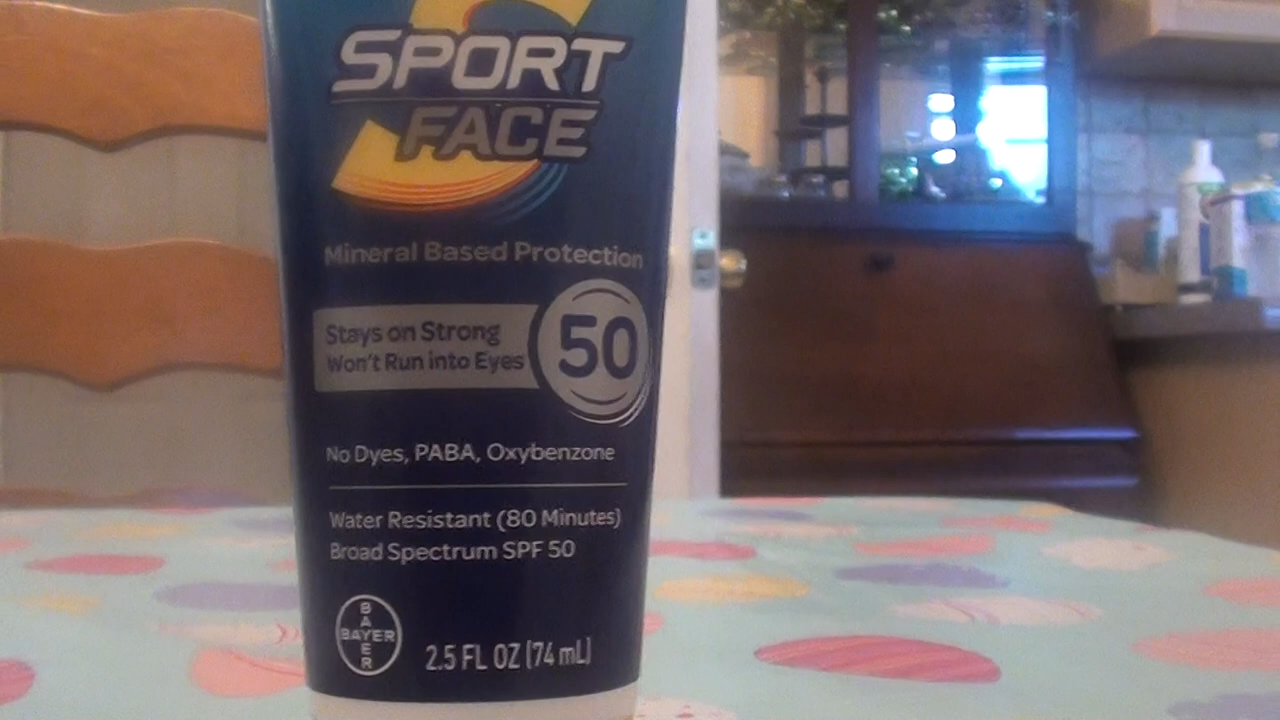 SPORT
FACE
Mineral Based Protection
Stays on Strong
Won't Run into Eyes
50
No Dyes, PABA, Oxybenzone
Water Resistant (80 Minutes)
Broad Spectrum SPF 50
BAYER
BAYER
2.5 FL OZ (74 mL)